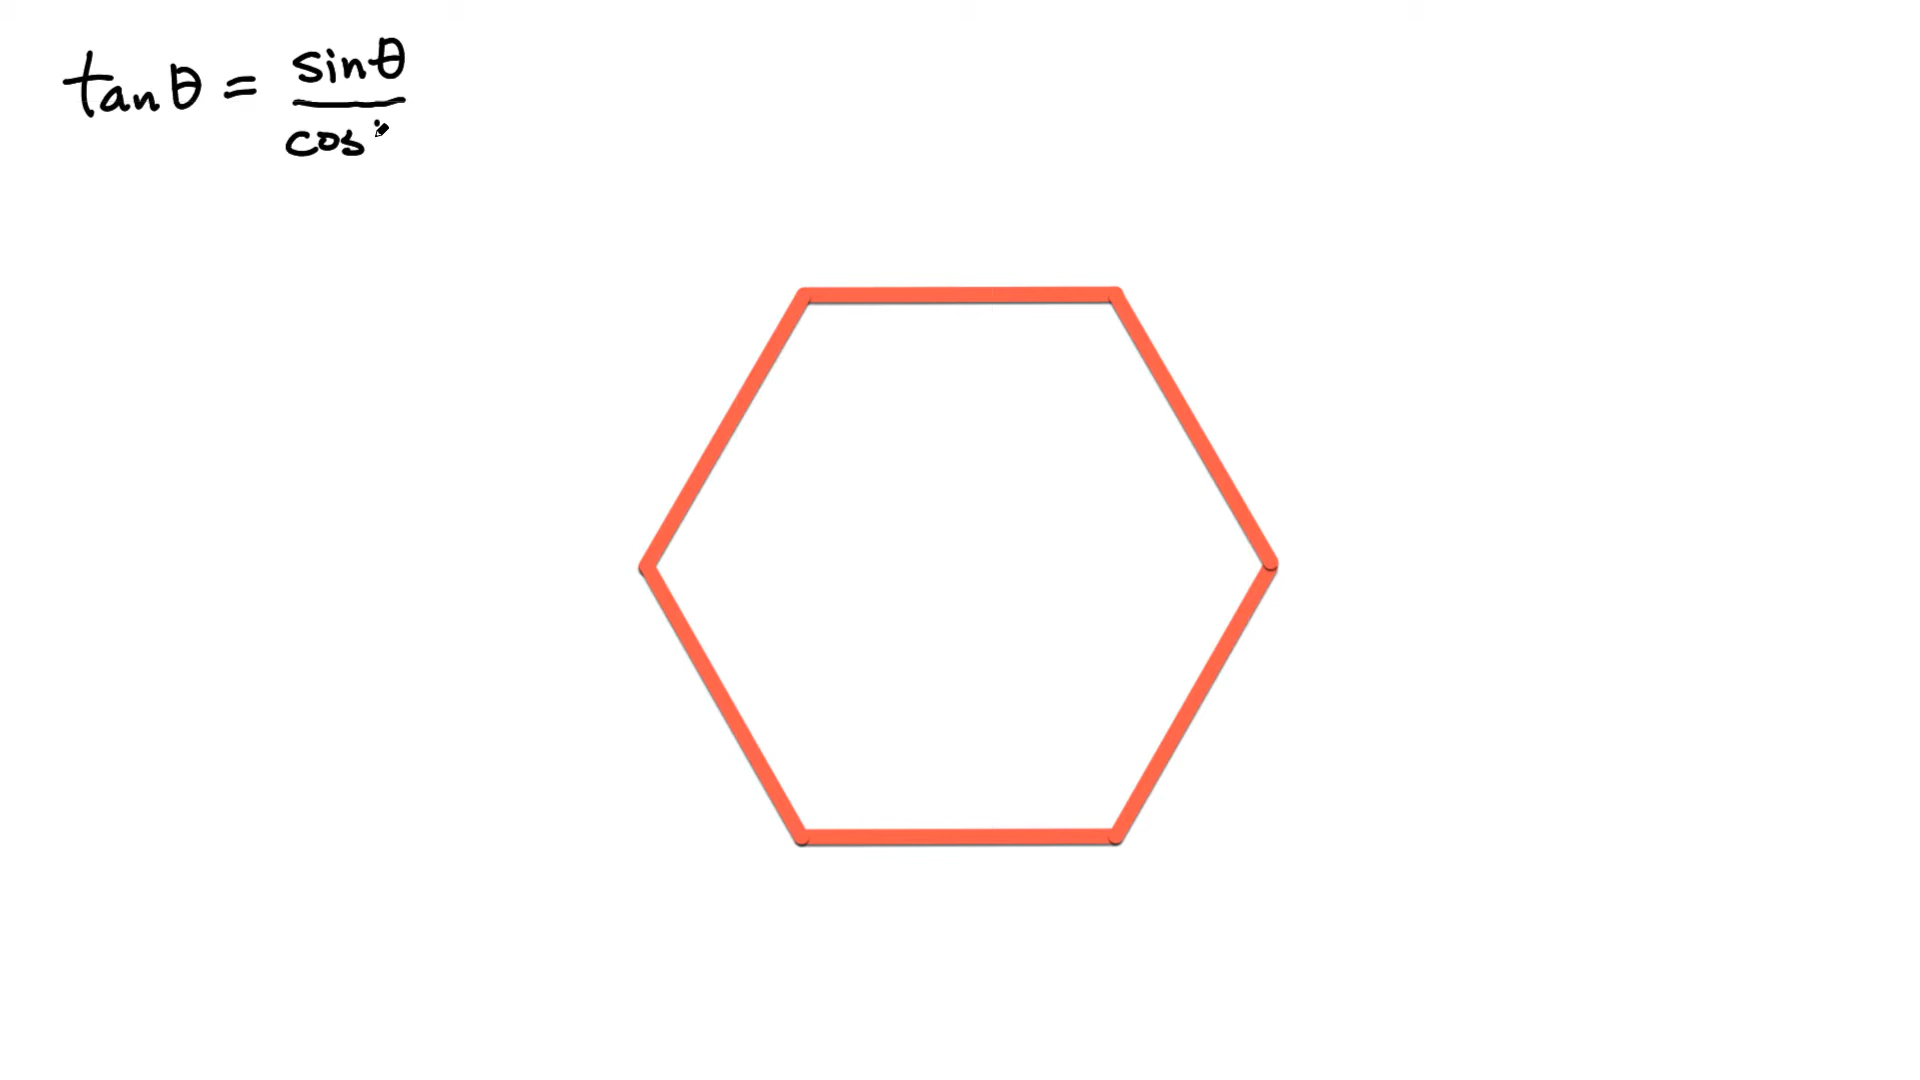 tanθ = sinθ
cos